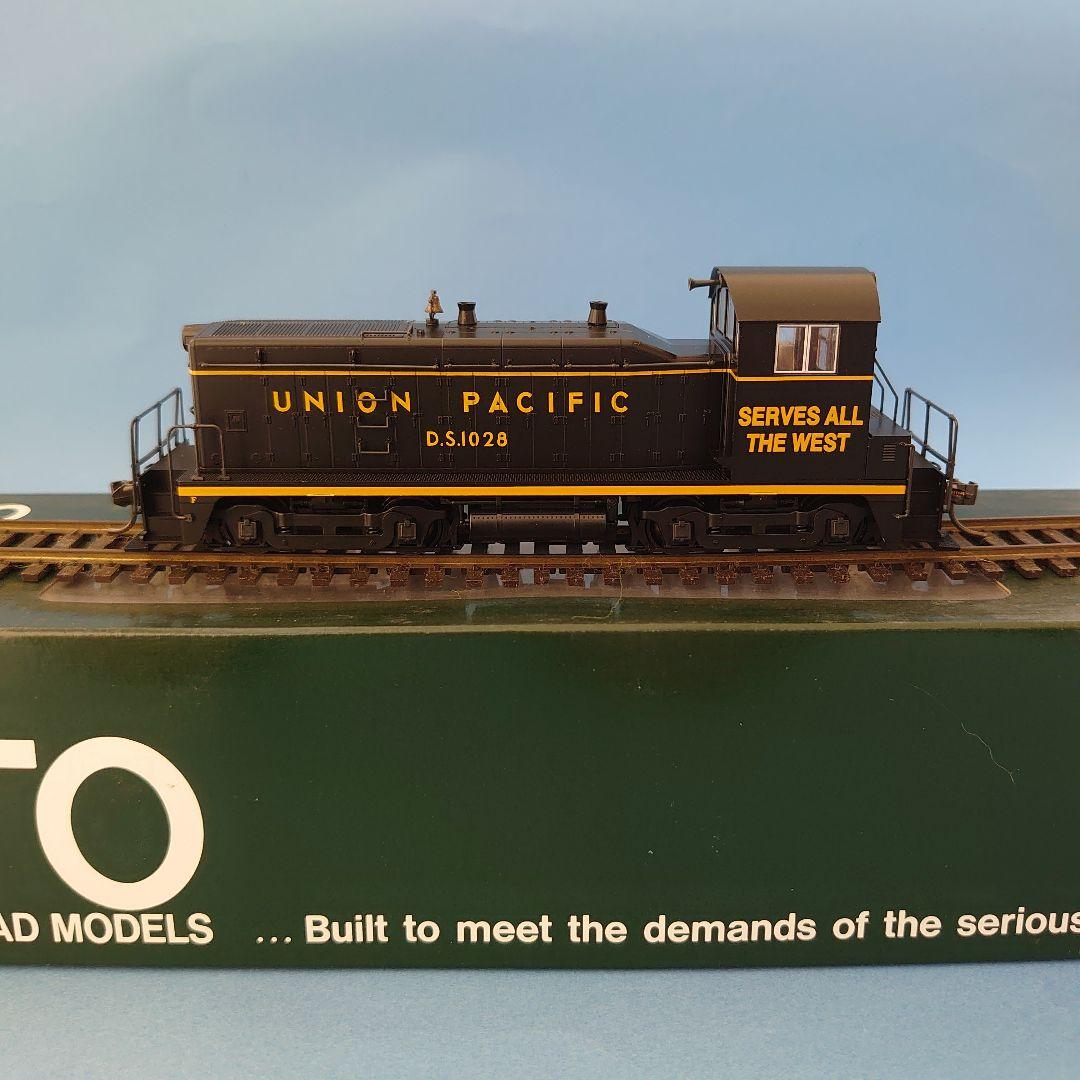 UNION PACIFIC
D.S.1028
SERVES ALL
THE WEST
F
TO
AD MODELS
... Built to meet the demands of the serious